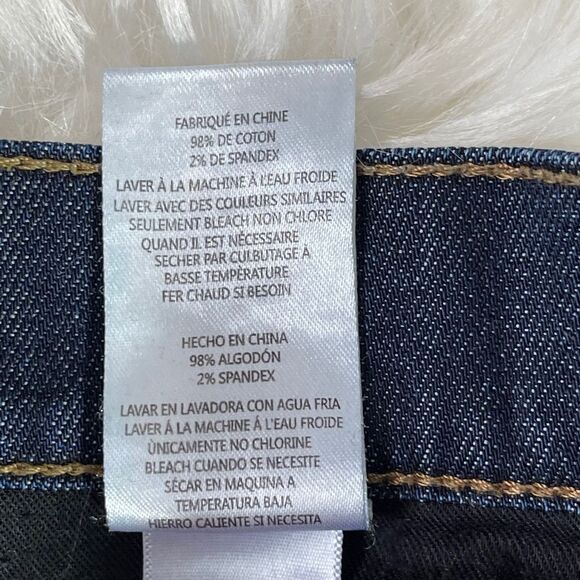 FABRIQUÉ EN CHINE
98% DE COTON
2% DE SPANDEX
LAVER À LA MACHINE À L'EAU FROIDE
LAVER AVEC DES COULEURS SIMILAIRES
SEULEMENT BLEACH NON CHLORE
QUAND IL EST NÉCESSAIRE
SECHER PAR CULBUTAGE À
BASSE TEMPÈRATURE
FER CHAUD SI BESOIN
HECHO EN CHINA
98% ALGODÓN
2% SPANDEX
LAVAR EN LAVADORA CON AGUA FRIA
LAVER Á LA MACHINE Á L'EAU FROIDE
ÙNICAMENTE NO CHLORINE
BLEACH CUANDO SE NECESITE
SÉCAR EN MAQUINA A
TEMPERATURA BAJA
HIERRO CALIENTE SI NECESITA